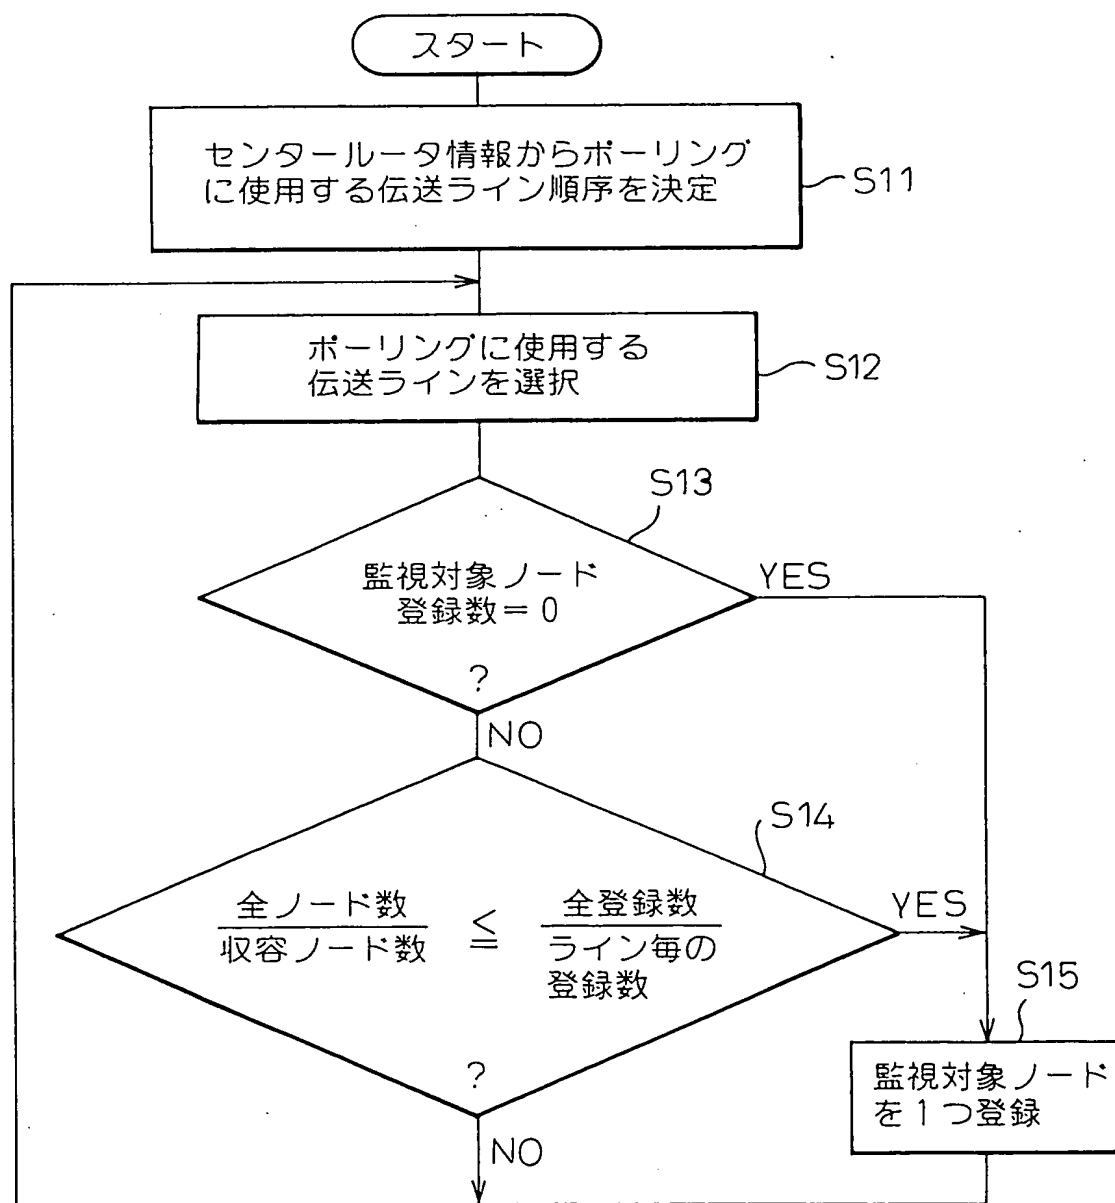 スタート
センタールータ情報からポーリング
に使用する伝送ライン順序を決定
S11
ポーリングに使用する
伝送ラインを選択
S12
S13
監視対象ノード
登録数=0
?
YES
NO
S14
全ノード数
収容ノード数
≦
全登録数
ライン毎の
登録数
?
YES
NO
S15
監視対象ノード
を1つ登録